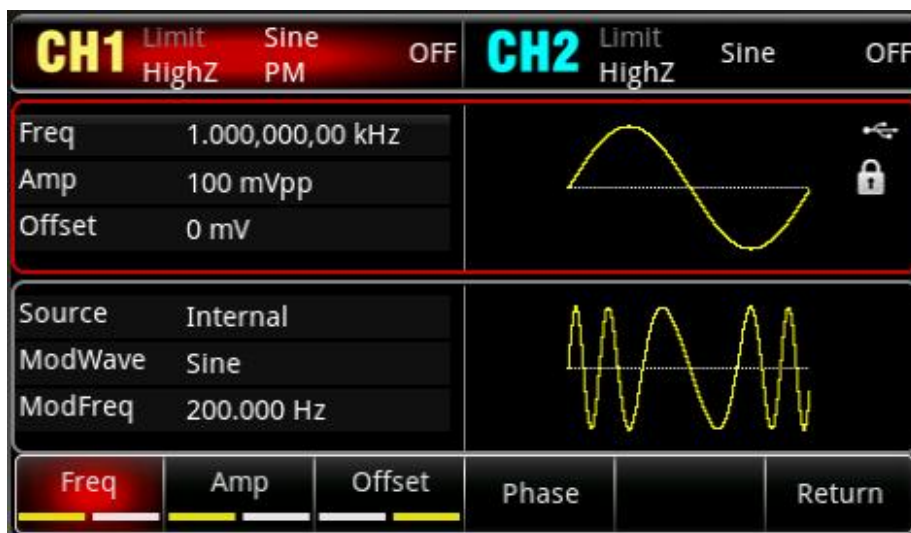 CH1 Limit Sine OFF CH2 Limit Sine OFF
HighZ PM HighZ
Freq 1.000,000,00 kHz
Amp 100 mVpp
Offset 0 mV
Source Internal
ModWave Sine
ModFreq 200.000 Hz
Freq Amp Offset Phase Return